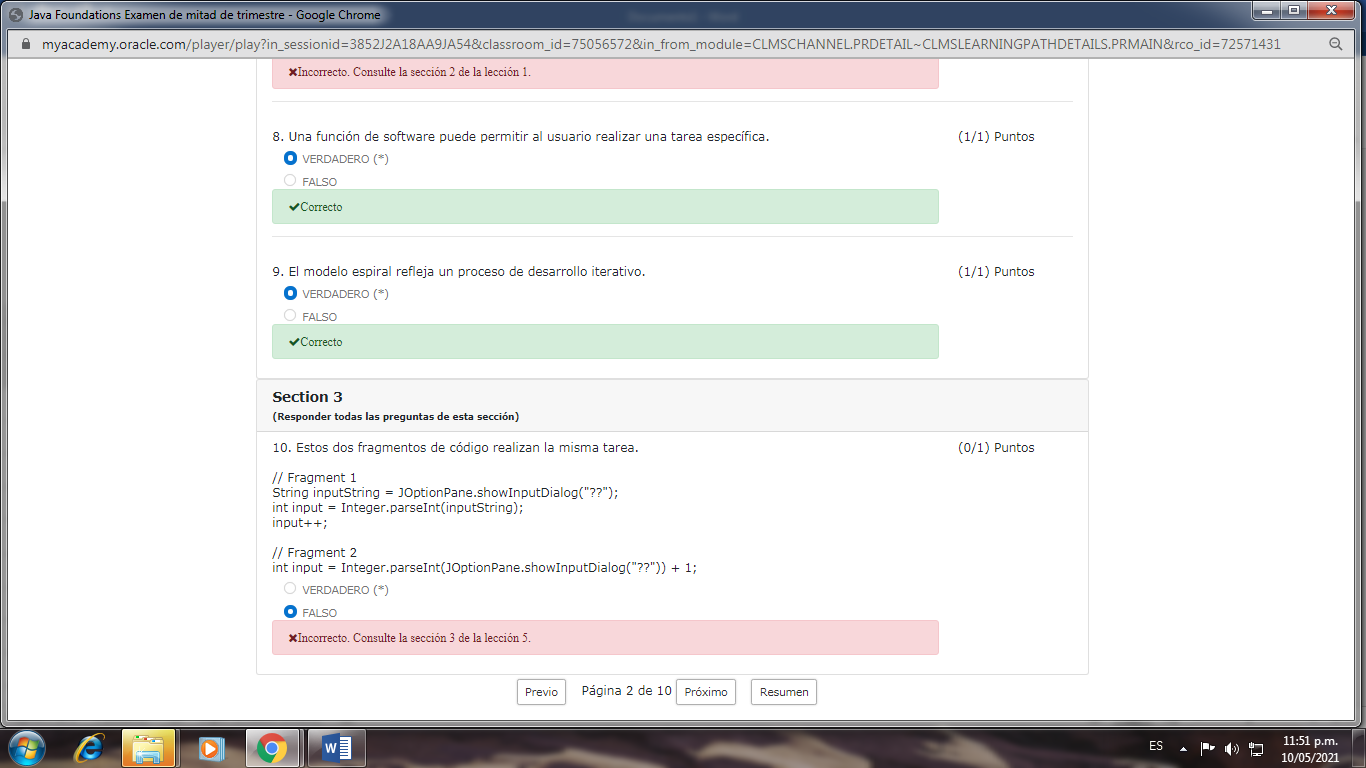 Java Foundations Examen de mitad de trimestre - Google Chrome
myacademy.oracle.com/player/play?in_sessionid=3852J2A18AA9JA54&classroom_id=75056572&in_from_module=CLMSCHANNEL.PRDETAIL~CLMSLEARNINGPATHDETAILS.PRMAIN&rco_id=72571431
✖Incorrecto. Consulte la sección 2 de la lección 1.
8. Una función de software puede permitir al usuario realizar una tarea específica. (1/1) Puntos
VERDADERO (*)
FALSO
✔Correcto
9. El modelo espiral refleja un proceso de desarrollo iterativo. (1/1) Puntos
VERDADERO (*)
FALSO
✔Correcto
Section 3
(Responder todas las preguntas de esta sección)
10. Estos dos fragmentos de código realizan la misma tarea. (0/1) Puntos
// Fragment 1
String inputString = JOptionPane.showInputDialog("??");
int input = Integer.parseInt(inputString);
input++;
// Fragment 2
int input = Integer.parseInt(JOptionPane.showInputDialog("??")) + 1;
VERDADERO (*)
FALSO
✖Incorrecto. Consulte la sección 3 de la lección 5.
Previo Página 2 de 10 Próximo Resumen
ES 11:51 p.m.
10/05/2021